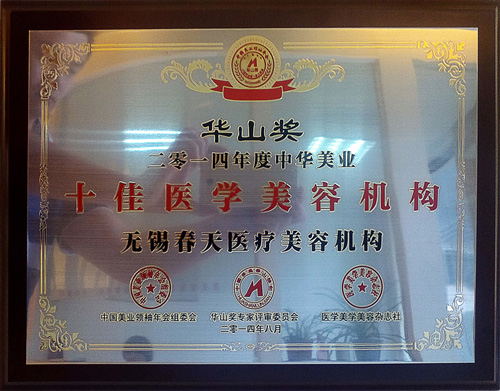 华山奖
二零一四年度中华美业
十佳医学美容机构
无锡春天医疗美容机构
中国美业领袖年会组委会
华山奖专家评审委员会
医学美学美容杂志社
二零一四年八月